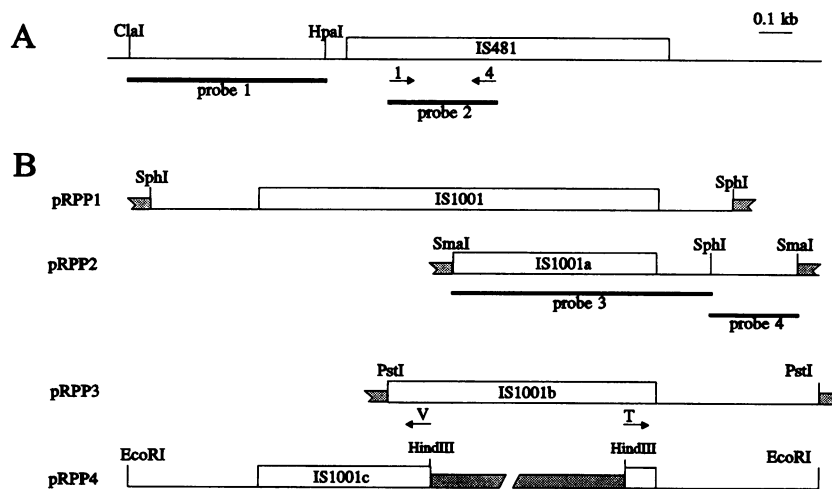 A
ClaI HpaI IS481 0.1 kb
1 4
probe 1 probe 2
B
pRPP1 SphI IS1001 SphI
pRPP2 SmaI IS1001a SphI SmaI
probe 3
probe 4
pRPP3 PstI IS1001b PstI
V T
pRPP4 EcoRI IS1001c HindIII HindIII EcoRI